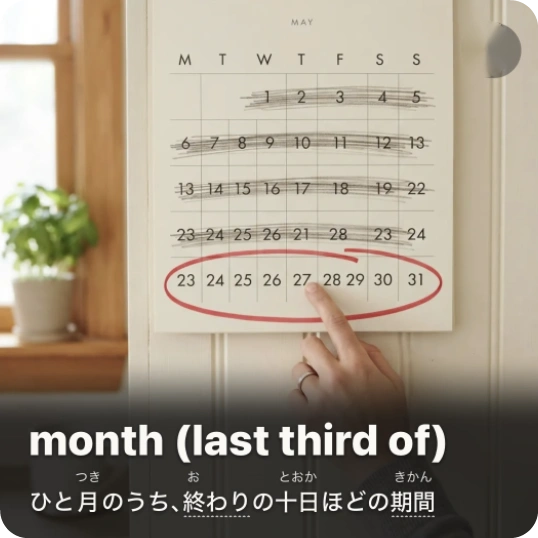 MAY
M T W T F S S
1 2 3 4 5
6 7 8 9 10 11 12 13
13 14 15 16 17 18 19 22
23 24 25 26 21 28 23 24
23 24 25 26 27 28 29 30 31
month (last third of)
つき お とおか きかん
ひと月のうち、終わりの十日ほどの期間